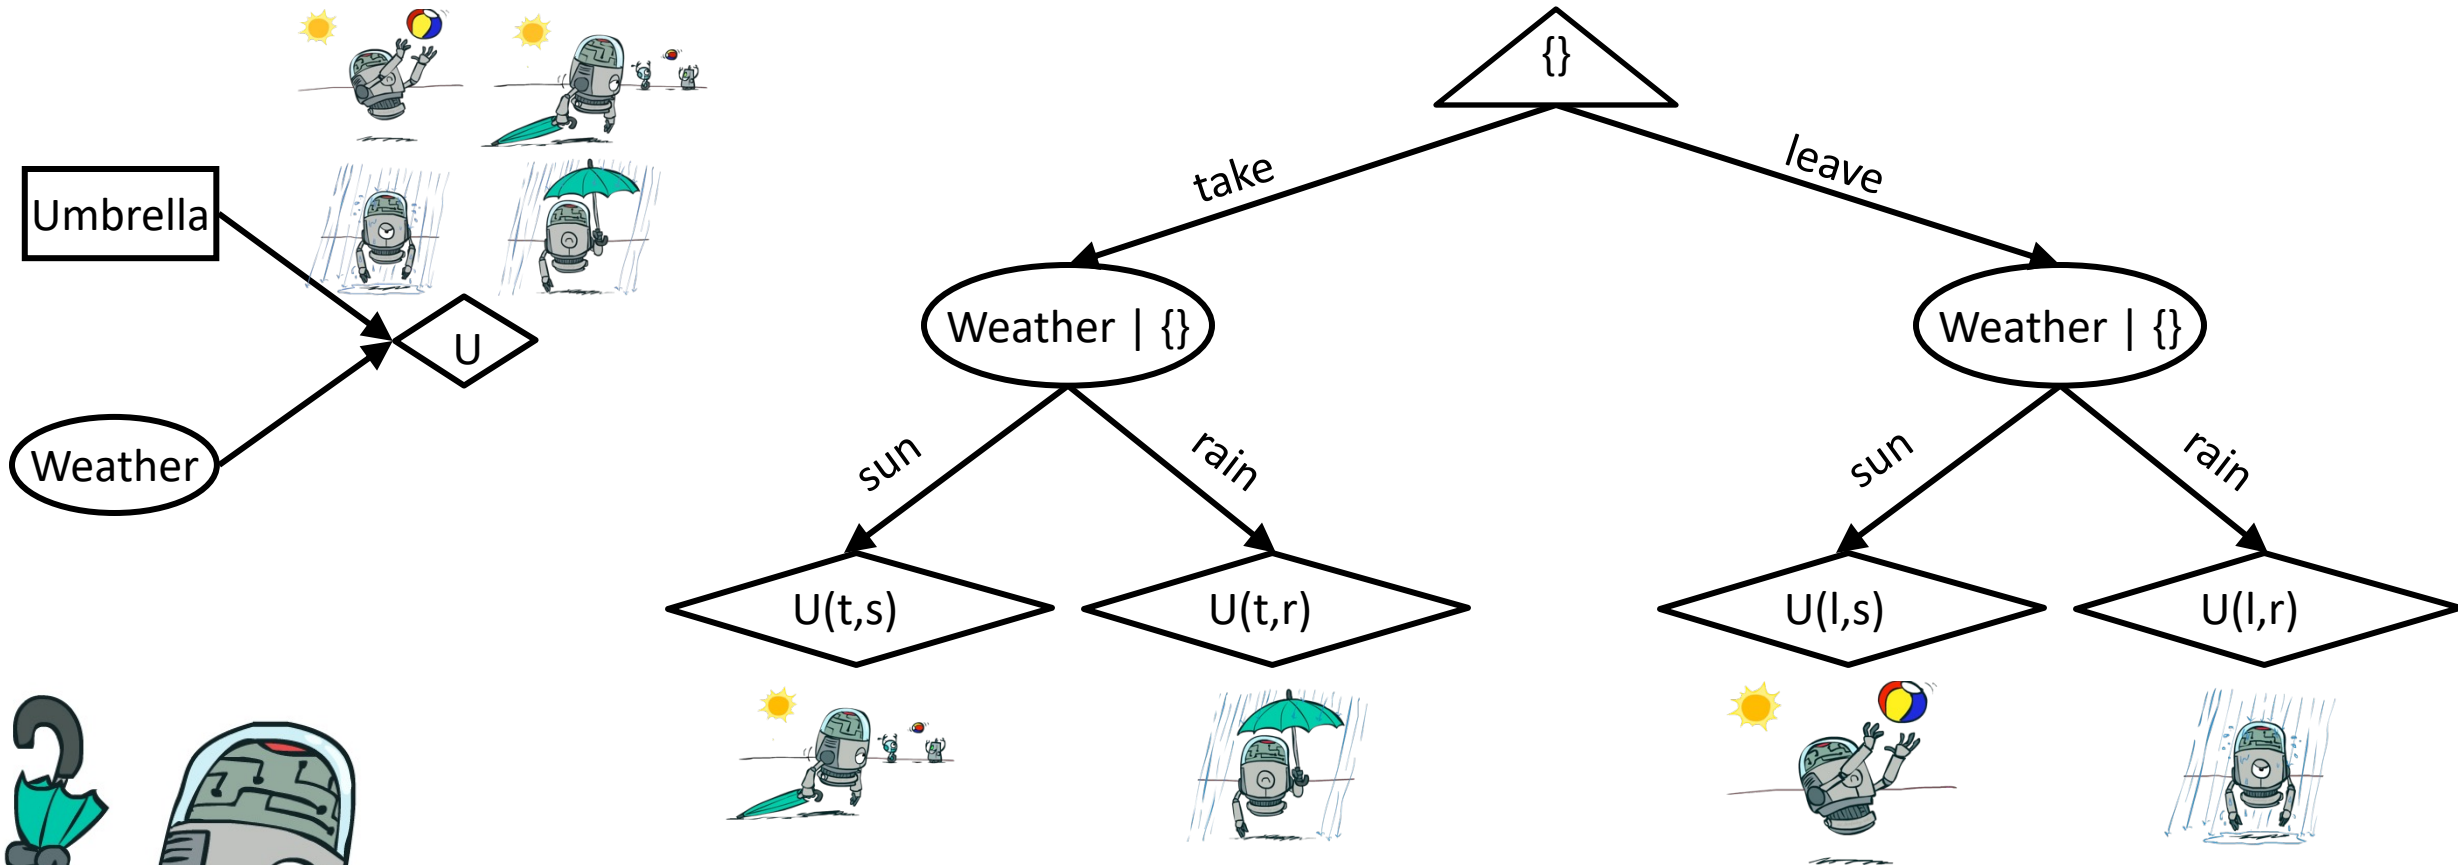 {}
take
leave
Umbrella
U
Weather
Weather | {}
Weather | {}
sun
rain
sun
rain
U(t,s)
U(t,r)
U(l,s)
U(l,r)